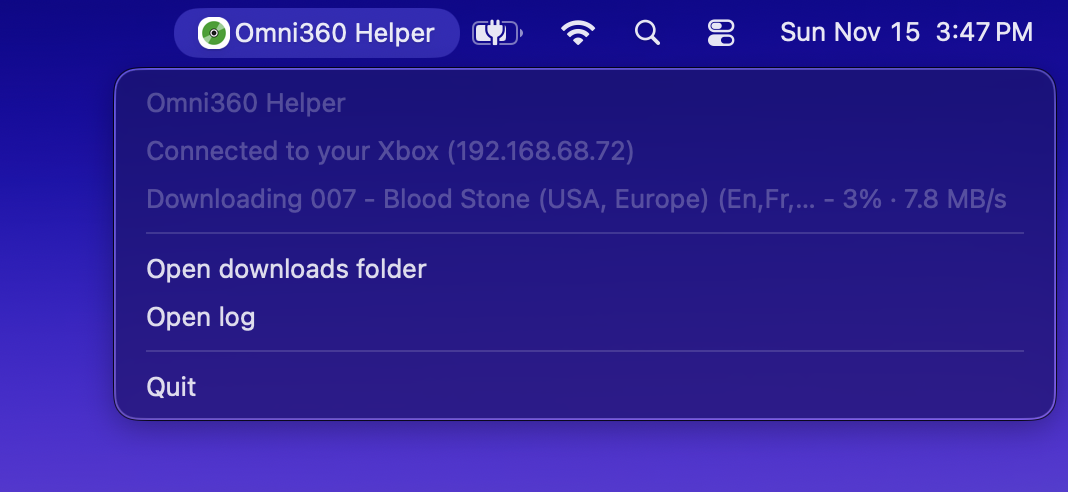 Omni360 Helper Sun Nov 15 3:47 PM
Omni360 Helper
Connected to your Xbox (192.168.68.72)
Downloading 007 - Blood Stone (USA, Europe) (En,Fr,... - 3% · 7.8 MB/s
Open downloads folder
Open log
Quit